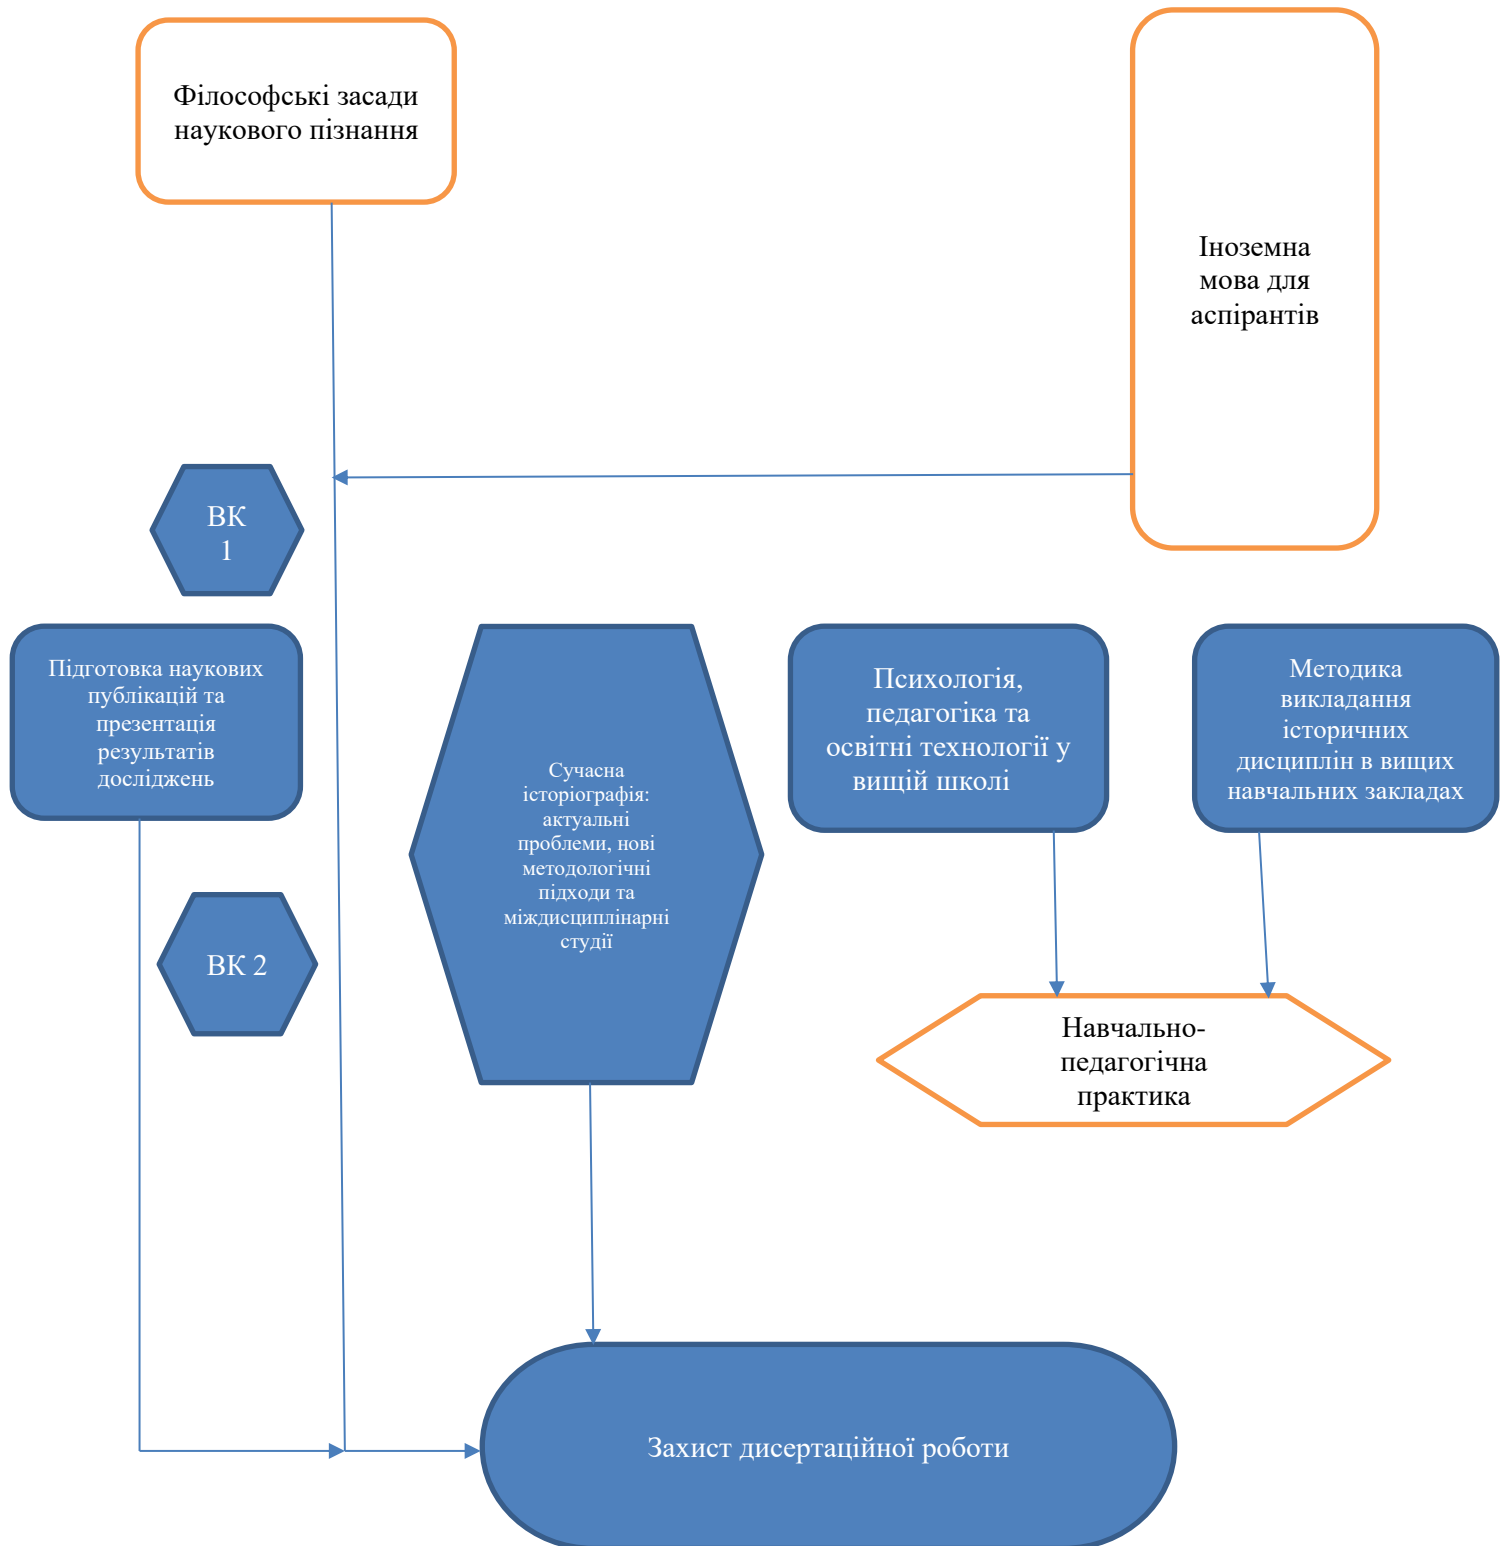 Філософські засади
наукового пізнання
Іноземна
мова для
аспірантів
ВК
1
Підготовка наукових
публікацій та
презентація
результатів
досліджень
Сучасна
історіографія:
актуальні
проблеми, нові
методологічні
підходи та
міждисциплінарні
студії
Психологія,
педагогіка та
освітні технології у
вищій школі
Методика
викладання
історичних
дисциплін в вищих
навчальних закладах
ВК 2
Навчально-
педагогічна
практика
Захист дисертаційної роботи